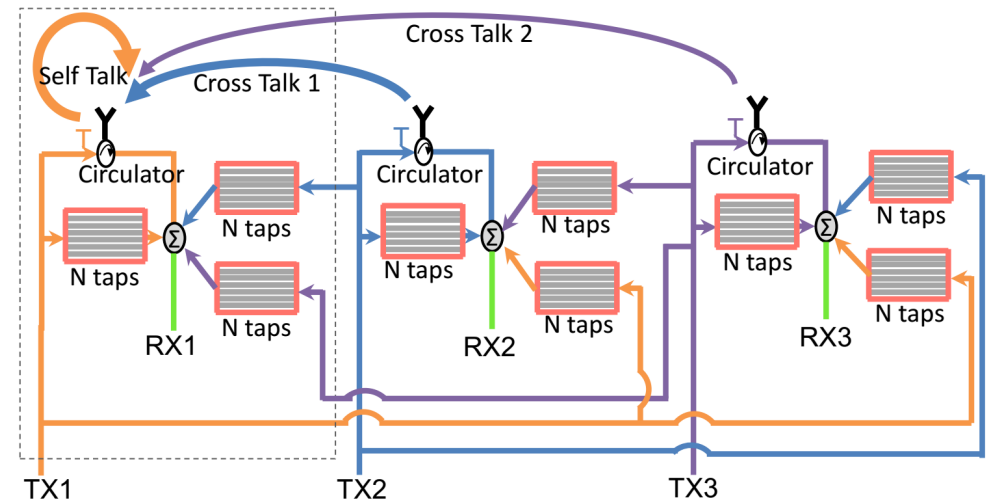 Cross Talk 2
Self Talk
Cross Talk 1
T
T
T
Circulator
Circulator
Circulator
N taps
N taps
N taps
Σ
Σ
Σ
N taps
N taps
N taps
N taps
N taps
N taps
RX1
RX2
RX3
TX1
TX2
TX3